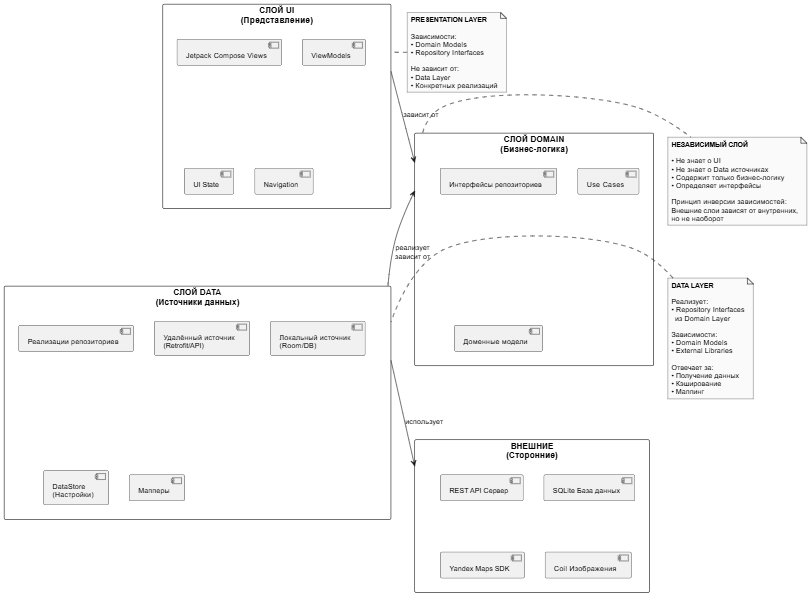 СЛОЙ UI
(Представление)
Jetpack Compose Views
ViewModels
UI State
Navigation
PRESENTATION LAYER
Зависимости:
• Domain Models
• Repository Interfaces
Не зависит от:
• Data Layer
• Конкретных реализаций
зависит от
СЛОЙ DOMAIN
(Бизнес-логика)
Интерфейсы репозиториев
Use Cases
Доменные модели
НЕЗАВИСИМЫЙ СЛОЙ
• Не знает о UI
• Не знает о Data источниках
• Содержит только бизнес-логику
• Определяет интерфейсы
Принцип инверсии зависимостей:
Внешние слои зависят от внутренних,
но не наоборот
реализует
зависит от
СЛОЙ DATA
(Источники данных)
Реализации репозиториев
Удалённый источник
(Retrofit/API)
Локальный источник
(Room/DB)
DataStore
(Настройки)
Мапперы
DATA LAYER
Реализует:
• Repository Interfaces
из Domain Layer
Зависимости:
• Domain Models
• External Libraries
Отвечает за:
• Получение данных
• Кэширование
• Маппинг
использует
ВНЕШНИЕ
(Сторонние)
REST API Сервер
SQLite База данных
Yandex Maps SDK
Coil Изображения